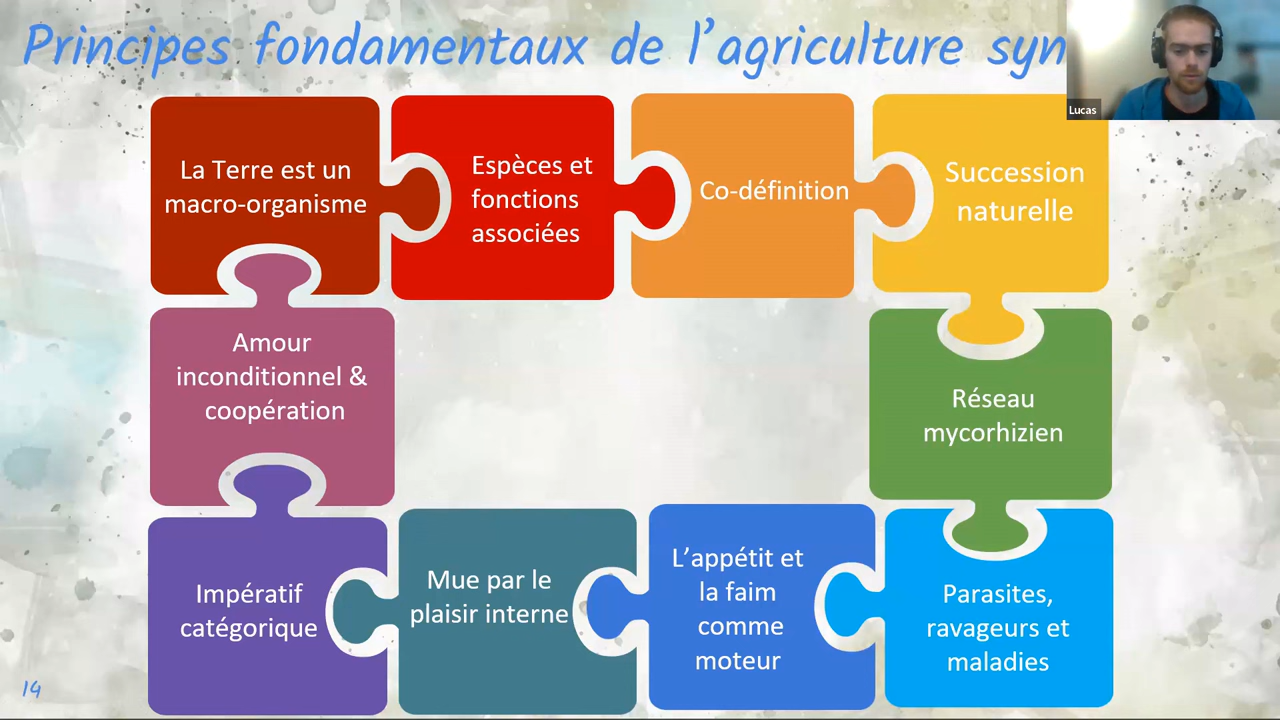 Principes fondamentaux de l'agriculture syn
Lucas
La Terre est un
macro-organisme
Espèces et
fonctions
associées
Co-définition
Succession
naturelle
Amour
inconditionnel &
coopération
Réseau
mycorhizien
Impératif
catégorique
Mue par le
plaisir interne
L'appétit et
la faim
comme
moteur
Parasites,
ravageurs et
maladies
14